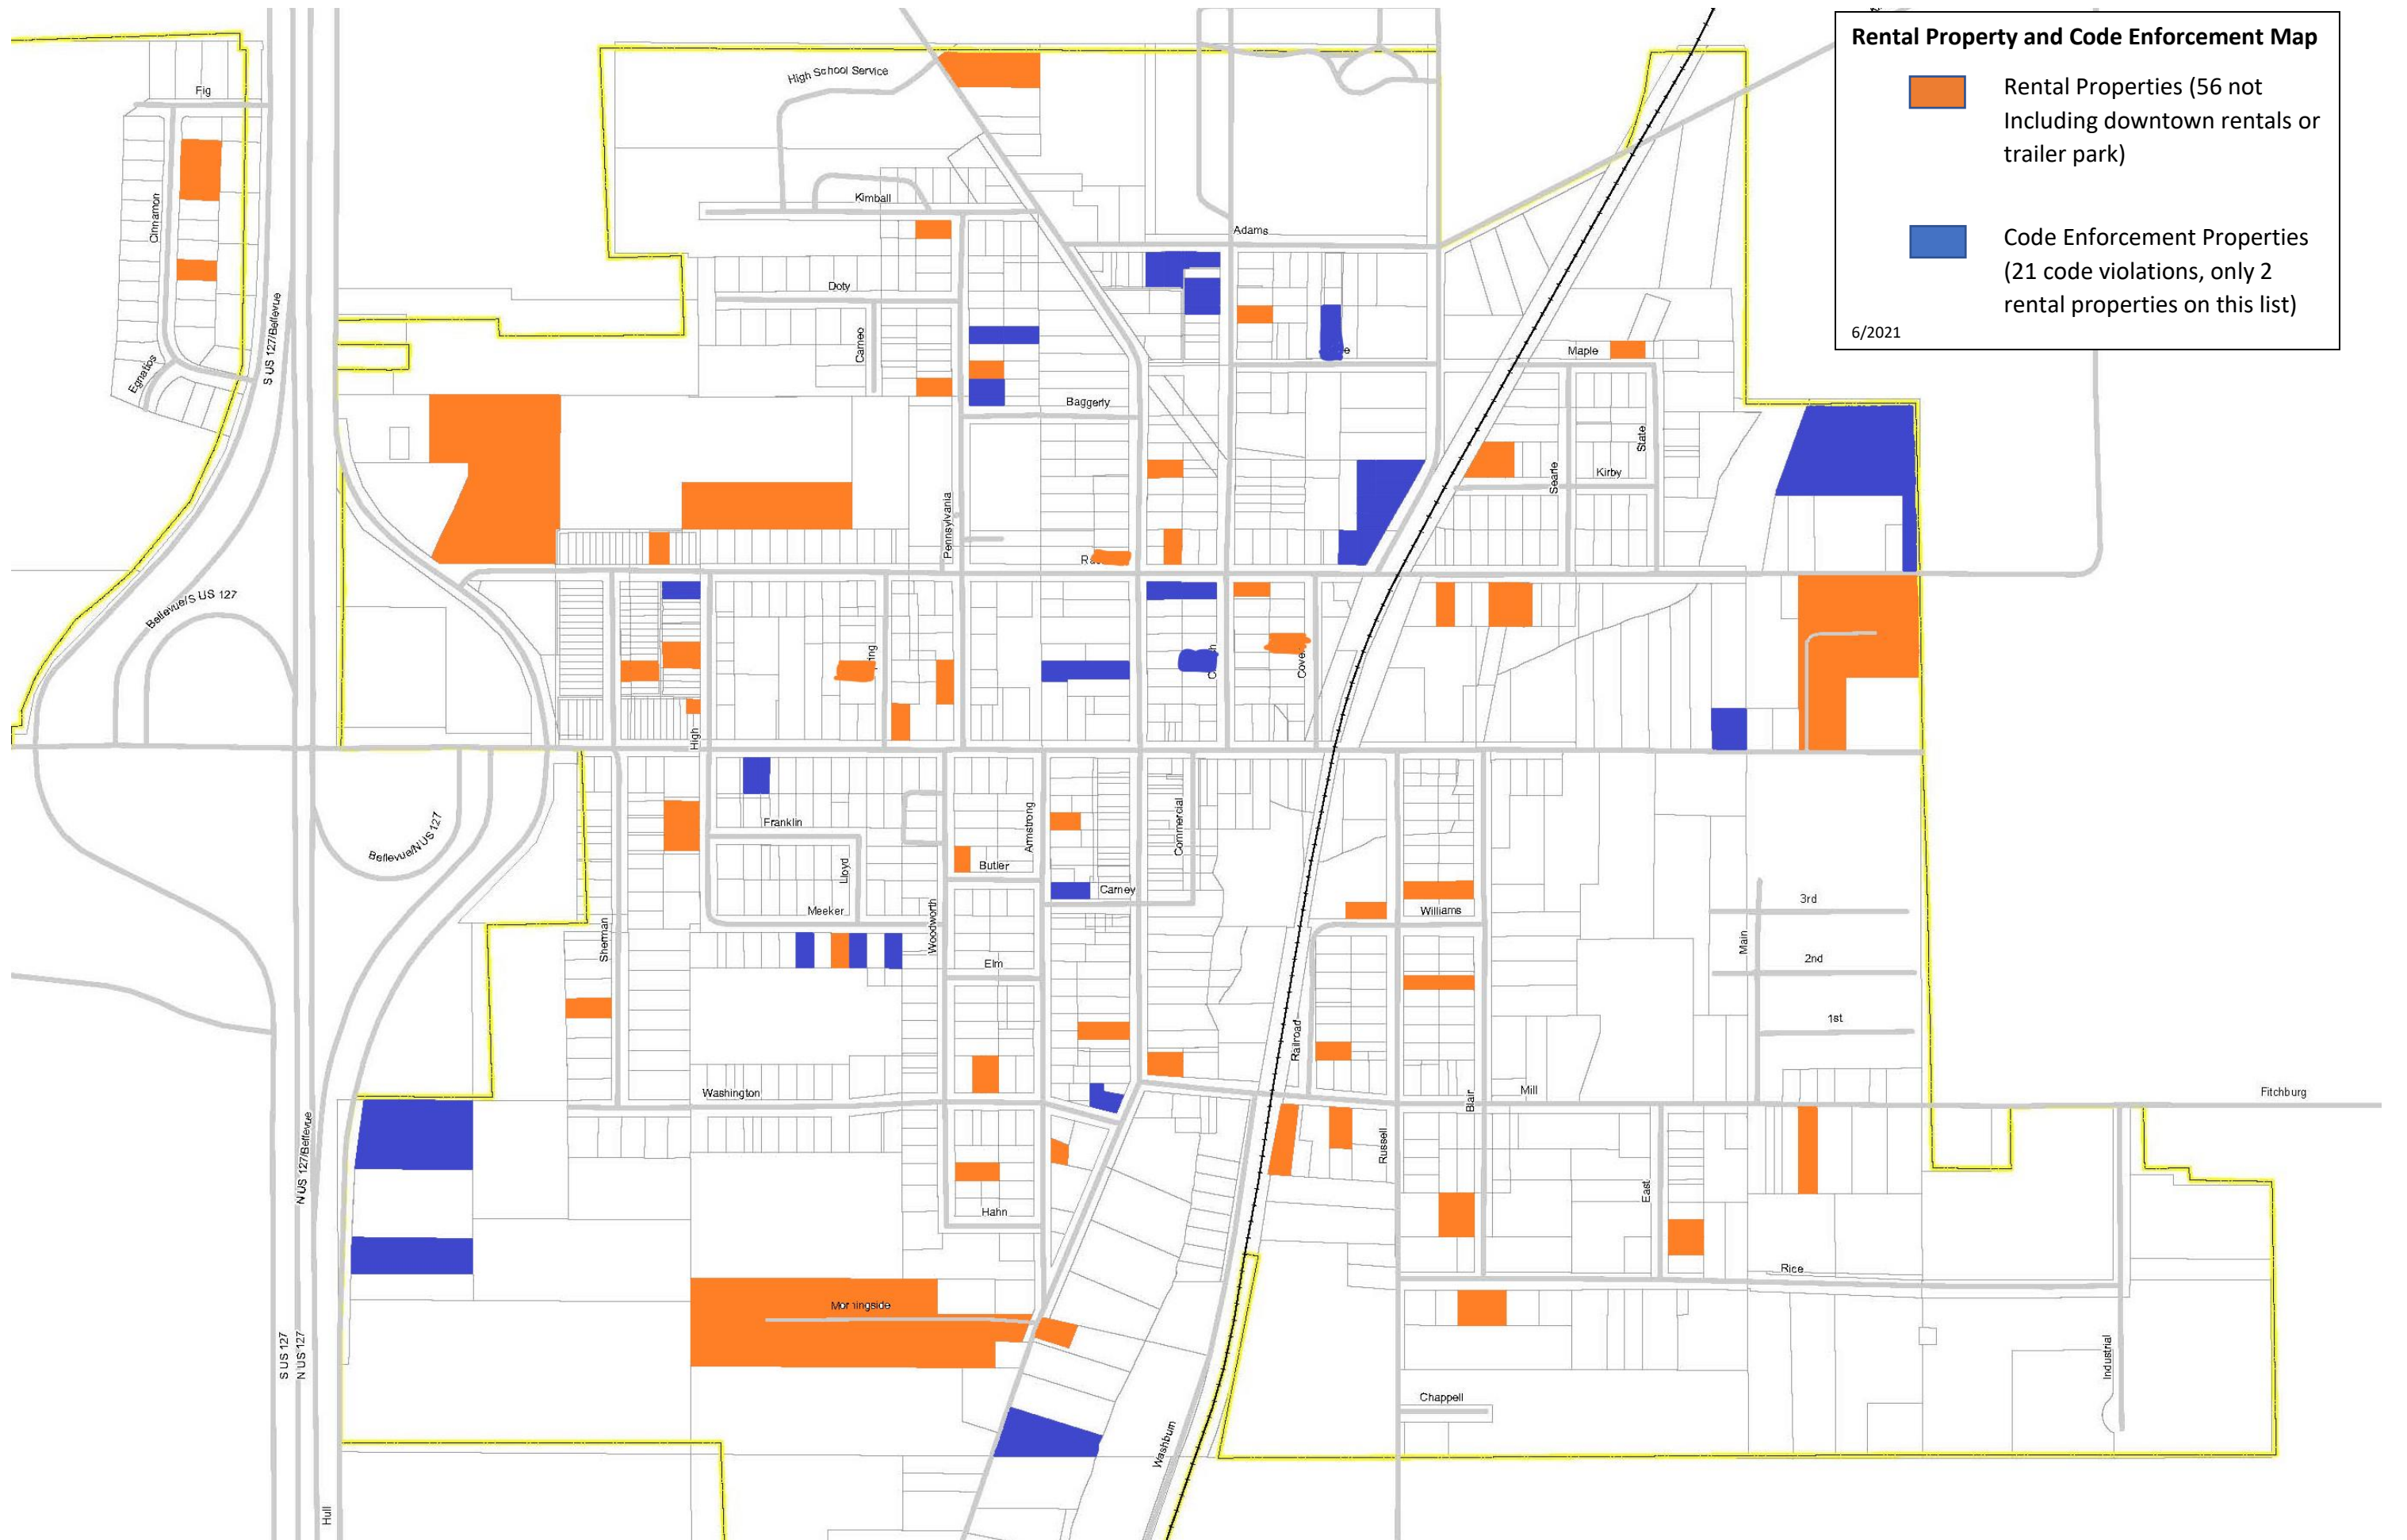 Rental Property and Code Enforcement Map
Rental Properties (56 not
Including downtown rentals or
trailer park)
Code Enforcement Properties
(21 code violations, only 2
rental properties on this list)
6/2021
High School Service
Fig
Kimball
Cinnamon
Adams
Doty
S US 127/Bellevue
Cameo
Maple
Egnatios
Baggerly
State
Searle
Kirby
Pennsylvania
Bellevue/S US 127
Cove
High
Franklin
Armstrong
Commercial
Bellevue/N US 127
Butler
Lloyd
Carney
Meeker
Williams
3rd
Woodworth
Sherman
Main
Elm
2nd
1st
Railroad
Washington
Blair
Mill
Fitchburg
N US 127/Bellevue
Russell
East
Hahn
Rice
Morningside
S US 127
N US 127
Industrial
Chappell
Washburn
Hull